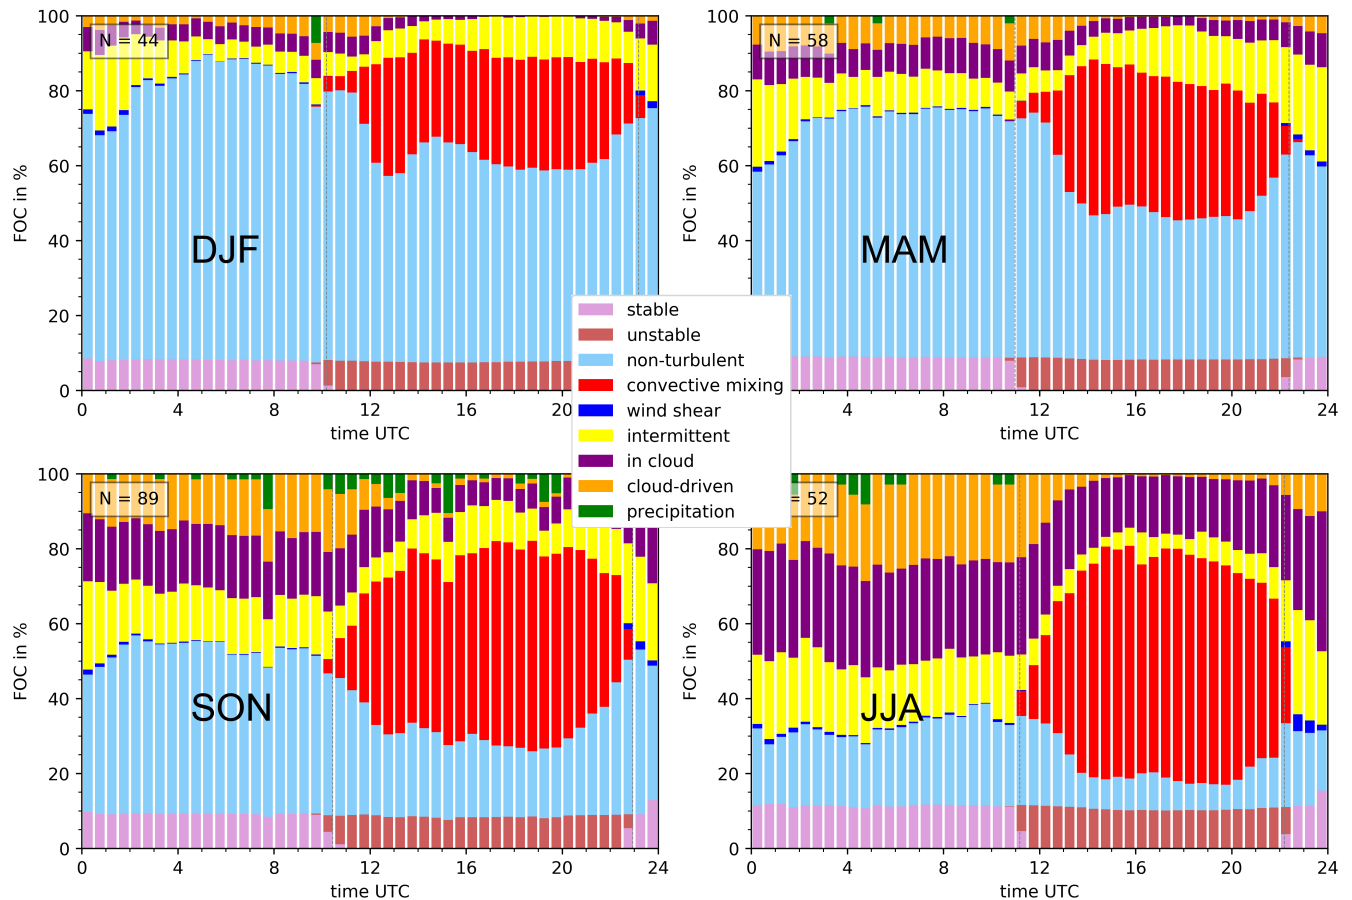 100
80
60
40
20
0
FOC in %
N = 44
DJF
0 4 8 12 16 20
time UTC
100
80
60
40
N = 58
MAM
FOC in %
4 8 12 16 20 24
time UTC
stable
unstable
non-turbulent
convective mixing
wind shear
intermittent
in cloud
cloud-driven
precipitation
100
80
60
40
20
0
FOC in %
N = 89
SON
0 4 8 12 16 20 24
time UTC
80
60
40
20
0
FOC in %
= 52
JJA
0 4 8 12 16 20 24
time UTC